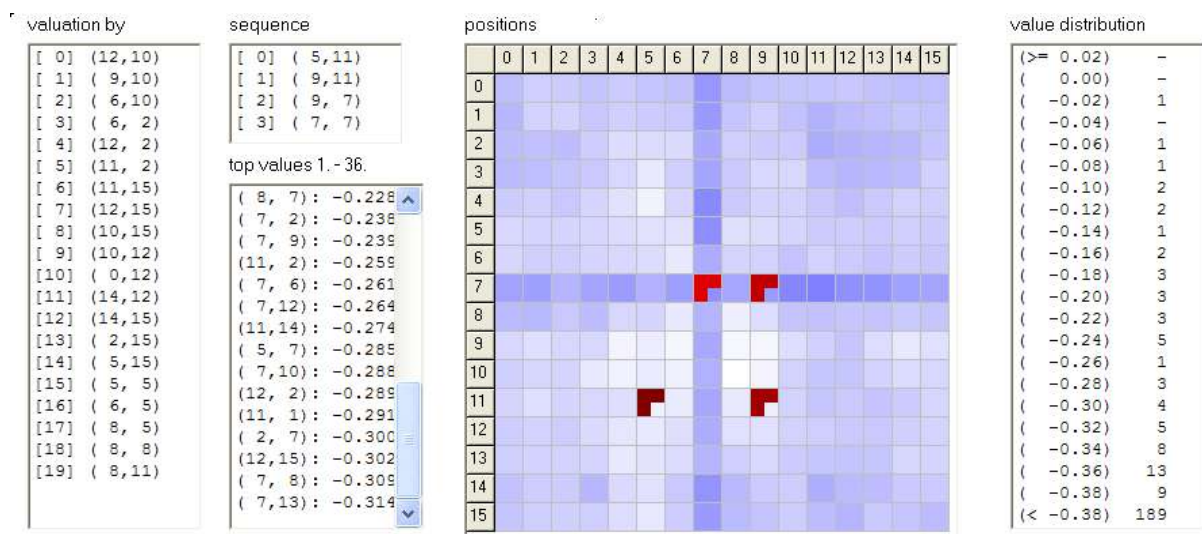 valuation by
[ 0] (12,10)
[ 1] ( 9,10)
[ 2] ( 6,10)
[ 3] ( 6, 2)
[ 4] (12, 2)
[ 5] (11, 2)
[ 6] (11,15)
[ 7] (12,15)
[ 8] (10,15)
[ 9] (10,12)
[10] ( 0,12)
[11] (14,12)
[12] (14,15)
[13] ( 2,15)
[14] ( 5,15)
[15] ( 5, 5)
[16] ( 6, 5)
[17] ( 8, 5)
[18] ( 8, 8)
[19] ( 8,11)
sequence
[ 0] ( 5,11)
[ 1] ( 9,11)
[ 2] ( 9, 7)
[ 3] ( 7, 7)
top values 1. - 36.
( 8, 7): -0.228
( 7, 2): -0.238
( 7, 9): -0.239
(11, 2): -0.259
( 7, 6): -0.261
( 7,12): -0.264
(11,14): -0.274
( 5, 7): -0.285
( 7,10): -0.288
(12, 2): -0.289
(11, 1): -0.291
( 2, 7): -0.300
(12,15): -0.302
( 7, 8): -0.309
( 7,13): -0.314
positions
0 1 2 3 4 5 6 7 8 9 10 11 12 13 14 15
0
1
2
3
4
5
6
7
8
9
10
11
12
13
14
15
value distribution
(>= 0.02) -
( 0.00) -
( -0.02) 1
( -0.04) -
( -0.06) 1
( -0.08) 1
( -0.10) 2
( -0.12) 2
( -0.14) 1
( -0.16) 2
( -0.18) 3
( -0.20) 3
( -0.22) 3
( -0.24) 5
( -0.26) 1
( -0.28) 3
( -0.30) 4
( -0.32) 5
( -0.34) 8
( -0.36) 13
( -0.38) 9
(< -0.38) 189